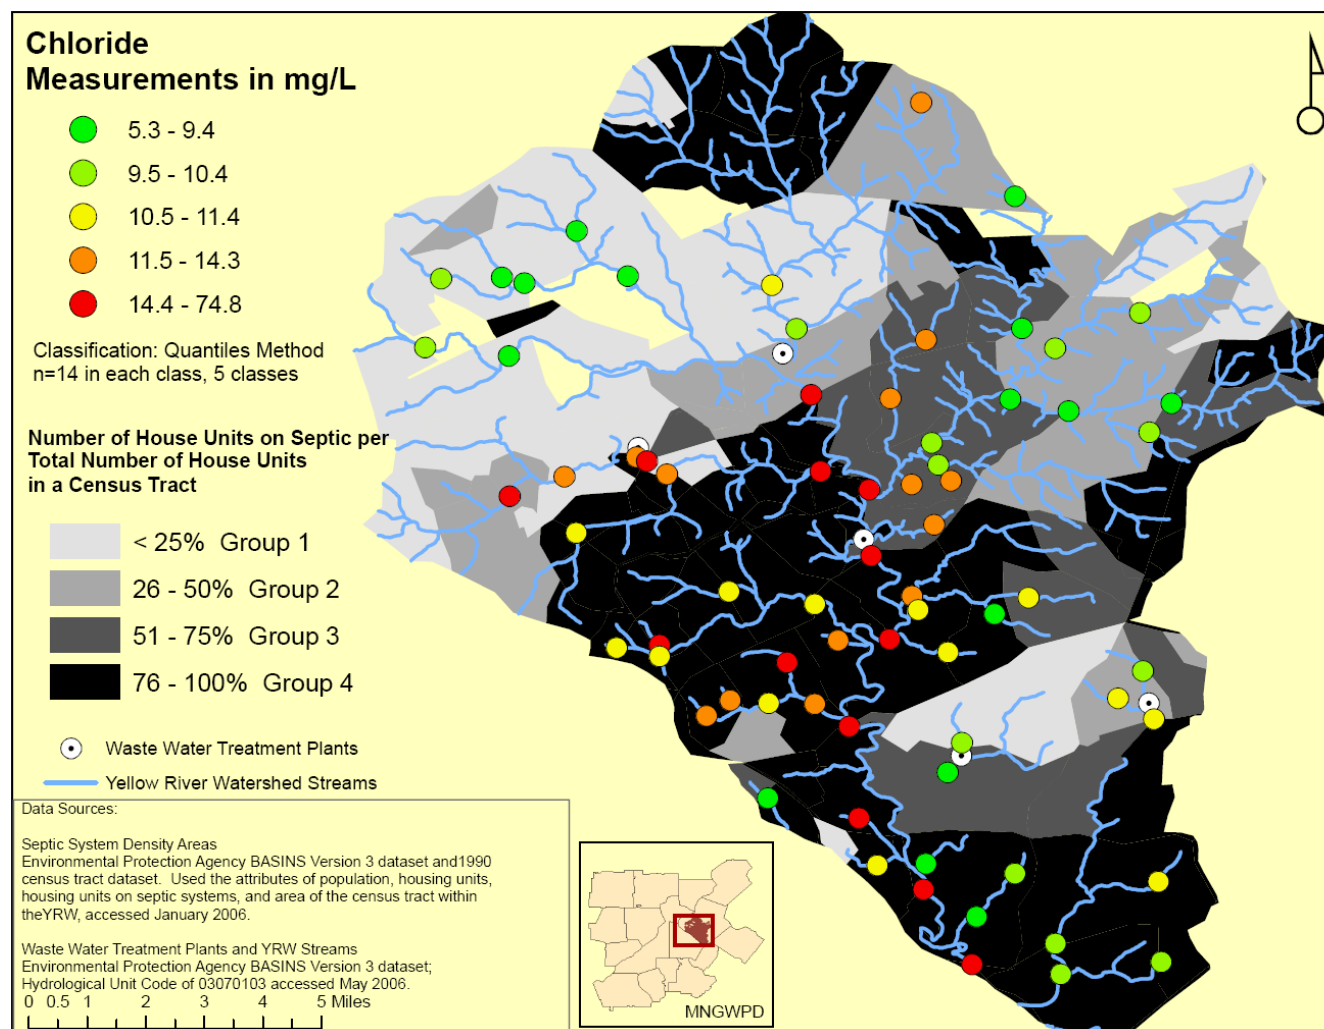 Chloride
Measurements in mg/L
5.3 - 9.4
9.5 - 10.4
10.5 - 11.4
11.5 - 14.3
14.4 - 74.8
Classification: Quantiles Method
n=14 in each class, 5 classes
Number of House Units on Septic per
Total Number of House Units
in a Census Tract
< 25% Group 1
26 - 50% Group 2
51 - 75% Group 3
76 - 100% Group 4
Waste Water Treatment Plants
Yellow River Watershed Streams
Data Sources:
Septic System Density Areas
Environmental Protection Agency BASINS Version 3 dataset and1990
census tract dataset. Used the attributes of population, housing units,
housing units on septic systems, and area of the census tract within
theYRW, accessed January 2006.
Waste Water Treatment Plants and YRW Streams
Environmental Protection Agency BASINS Version 3 dataset;
Hydrological Unit Code of 03070103 accessed May 2006.
0 0.5 1 2 3 4 5 Miles
MNGWPD